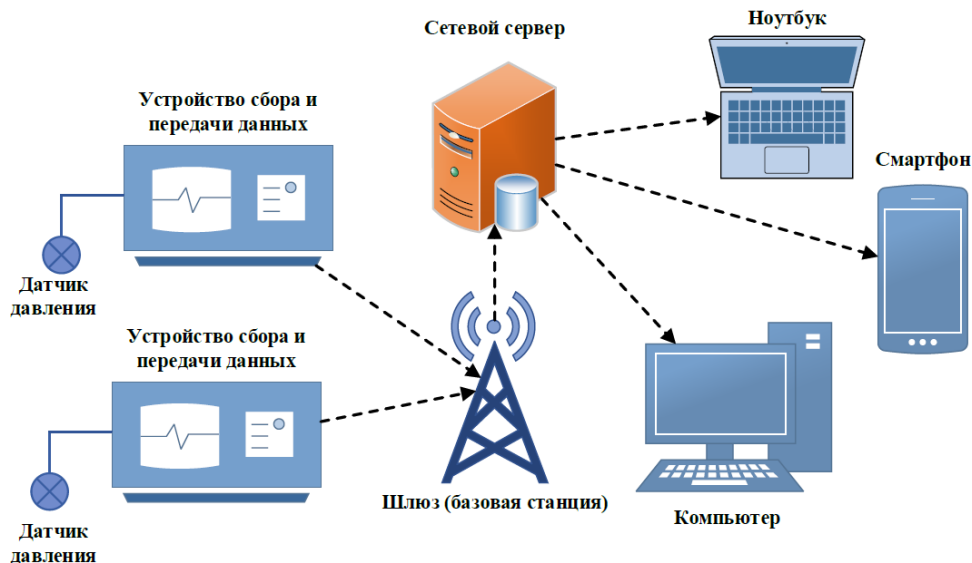 Ноутбук
Сетевой сервер
Устройство сбора и
передачи данных
Смартфон
Датчик
давления
Устройство сбора и
передачи данных
Шлюз (базовая станция)
Компьютер
Датчик
давления